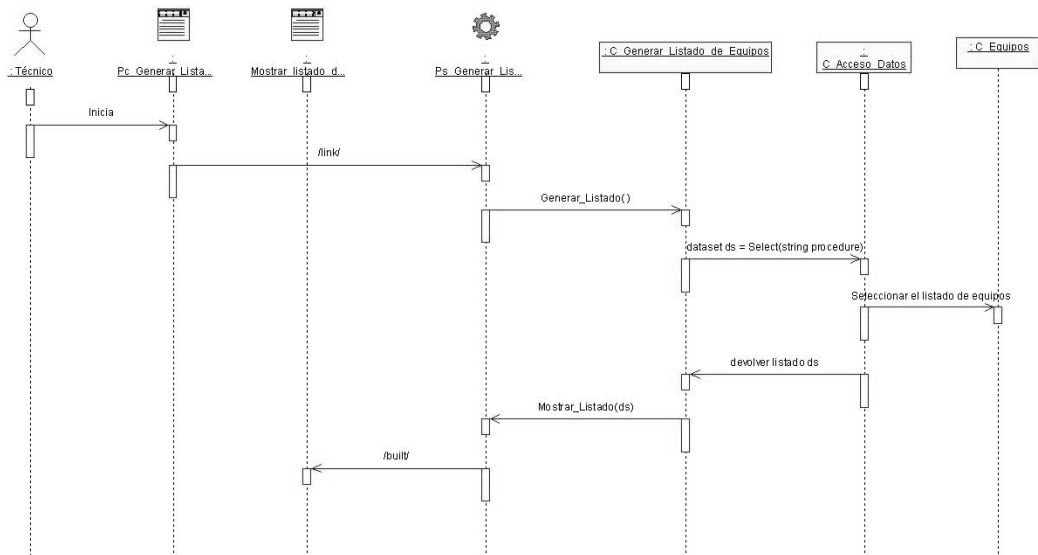 : Técnico
Pc_Generar_Lista...
Mostrar_listado_d...
Ps_Generar_Lis...
: C_Generar_Listado_de_Equipos
:
C_Acceso_Datos
: C_Equipos
Inicia
/link/
Generar_Listado( )
dataset ds = Select(string procedure)
Seleccionar el listado de equipos
devolver listado ds
Mostrar_Listado(ds)
/built/